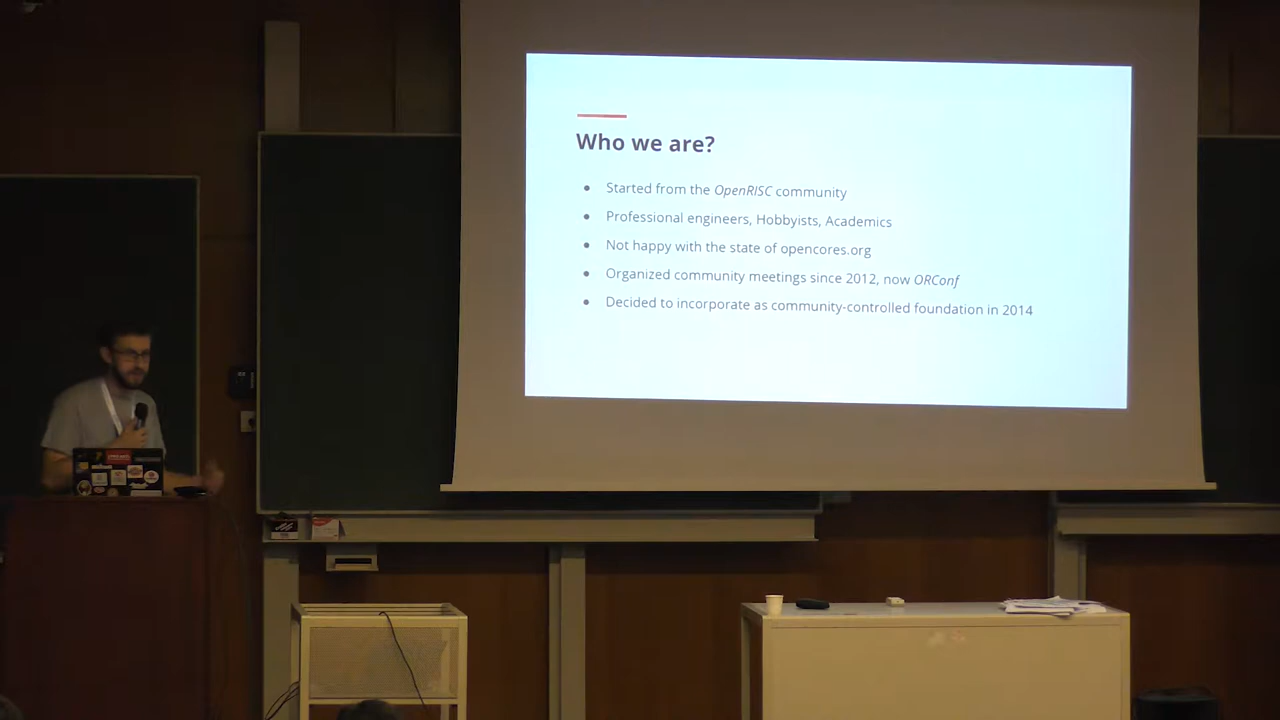 Who we are?
Started from the OpenRISC community
Professional engineers, Hobbyists, Academics
Not happy with the state of opencores.org
Organized community meetings since 2012, now ORConf
Decided to incorporate as community-controlled foundation in 2014